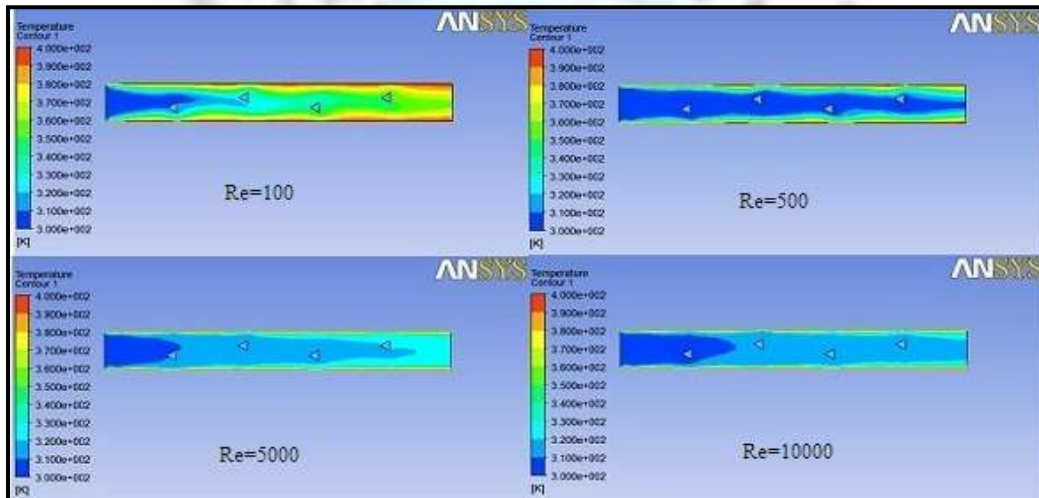 ANSYS
Temperature
Contour 1
4.000e+002
3.900e+002
3.800e+002
3.700e+002
3.600e+002
3.500e+002
3.400e+002
3.300e+002
3.200e+002
3.100e+002
3.000e+002
[K]
Re=100
ANSYS
Temperature
Contour 1
4.000e+002
3.900e+002
3.800e+002
3.700e+002
3.600e+002
3.500e+002
3.400e+002
3.300e+002
3.200e+002
3.100e+002
3.000e+002
[K]
Re=500
ANSYS
Temperature
Contour 1
4.000e+002
3.900e+002
3.800e+002
3.700e+002
3.600e+002
3.500e+002
3.400e+002
3.300e+002
3.200e+002
3.100e+002
3.000e+002
[K]
Re=5000
ANSYS
Temperature
Contour 1
4.000e+002
3.900e+002
3.800e+002
3.700e+002
3.600e+002
3.500e+002
3.400e+002
3.300e+002
3.200e+002
3.100e+002
3.000e+002
[K]
Re=10000